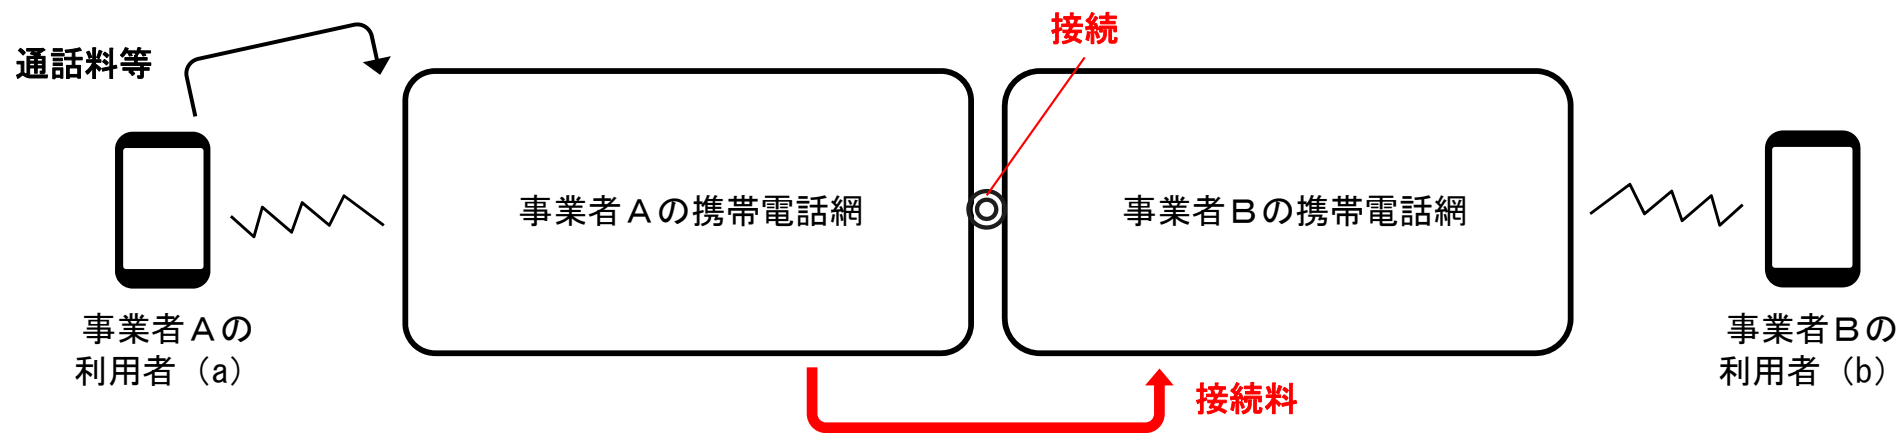 接続
通話料等
事業者Aの携帯電話網
事業者Bの携帯電話網
事業者Aの
利用者（a）
事業者Bの
利用者（b）
接続料